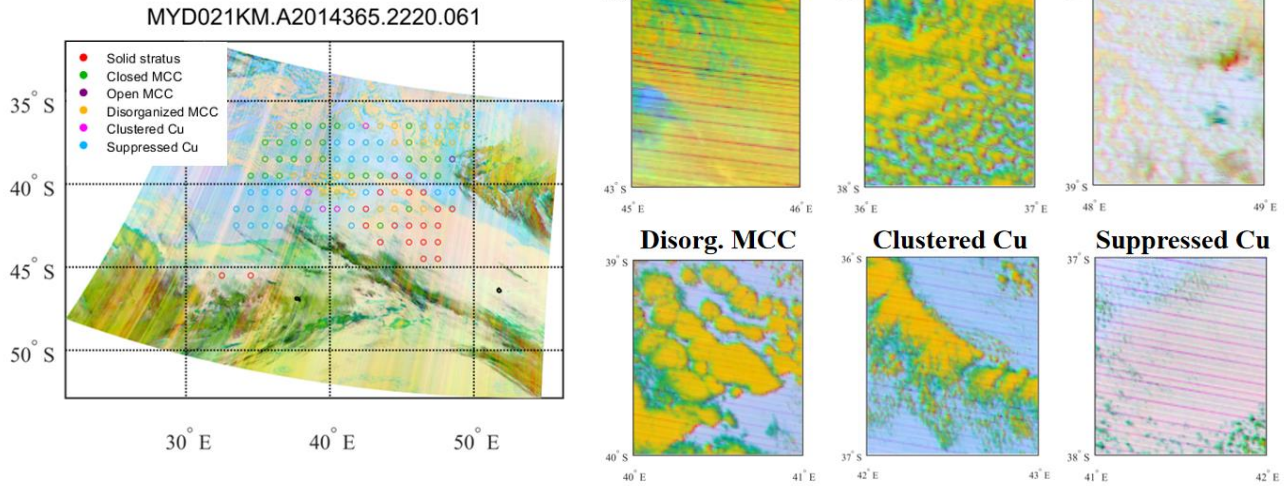 MYD021KM.A2014365.2220.061
Solid stratus
Closed MCC
Open MCC
Disorganized MCC
Clustered Cu
Suppressed Cu
35° S
40° S
45° S
50° S
30° E
40° E
50° E
43° S
45° E
46° E
38° S
36° E
37° E
39° S
48° E
49° E
Disorg. MCC
39° S
40° S
40° E
41° E
Clustered Cu
36° S
37° S
42° E
43° E
Suppressed Cu
37° S
38° S
41° E
42° E